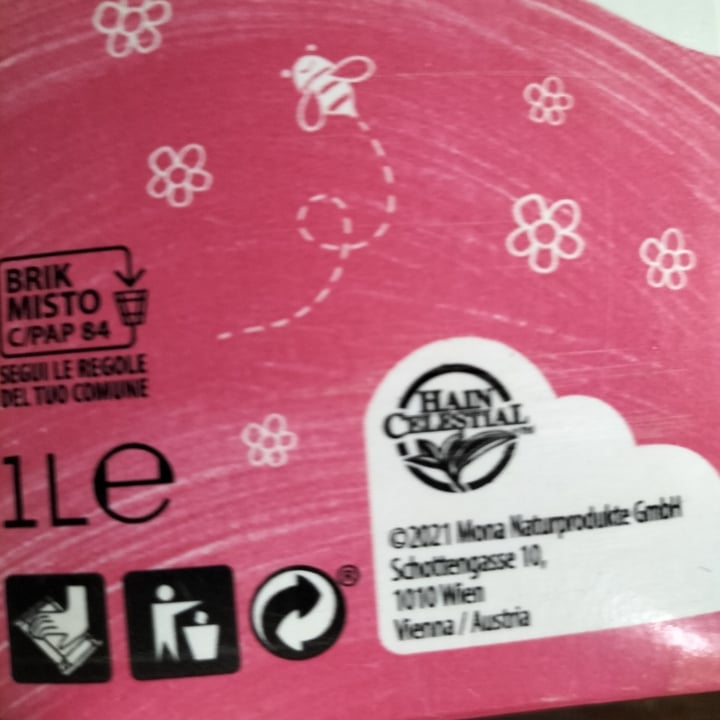 BRIK
MISTO
C/PAP 84
SEGUI LE REGOLE
DEL TUO COMUNE
1L e
®
HAIN
CELESTIAL™
©2021 Mona Naturprodukte GmbH
Schottengasse 10,
1010 Wien
Vienna / Austria